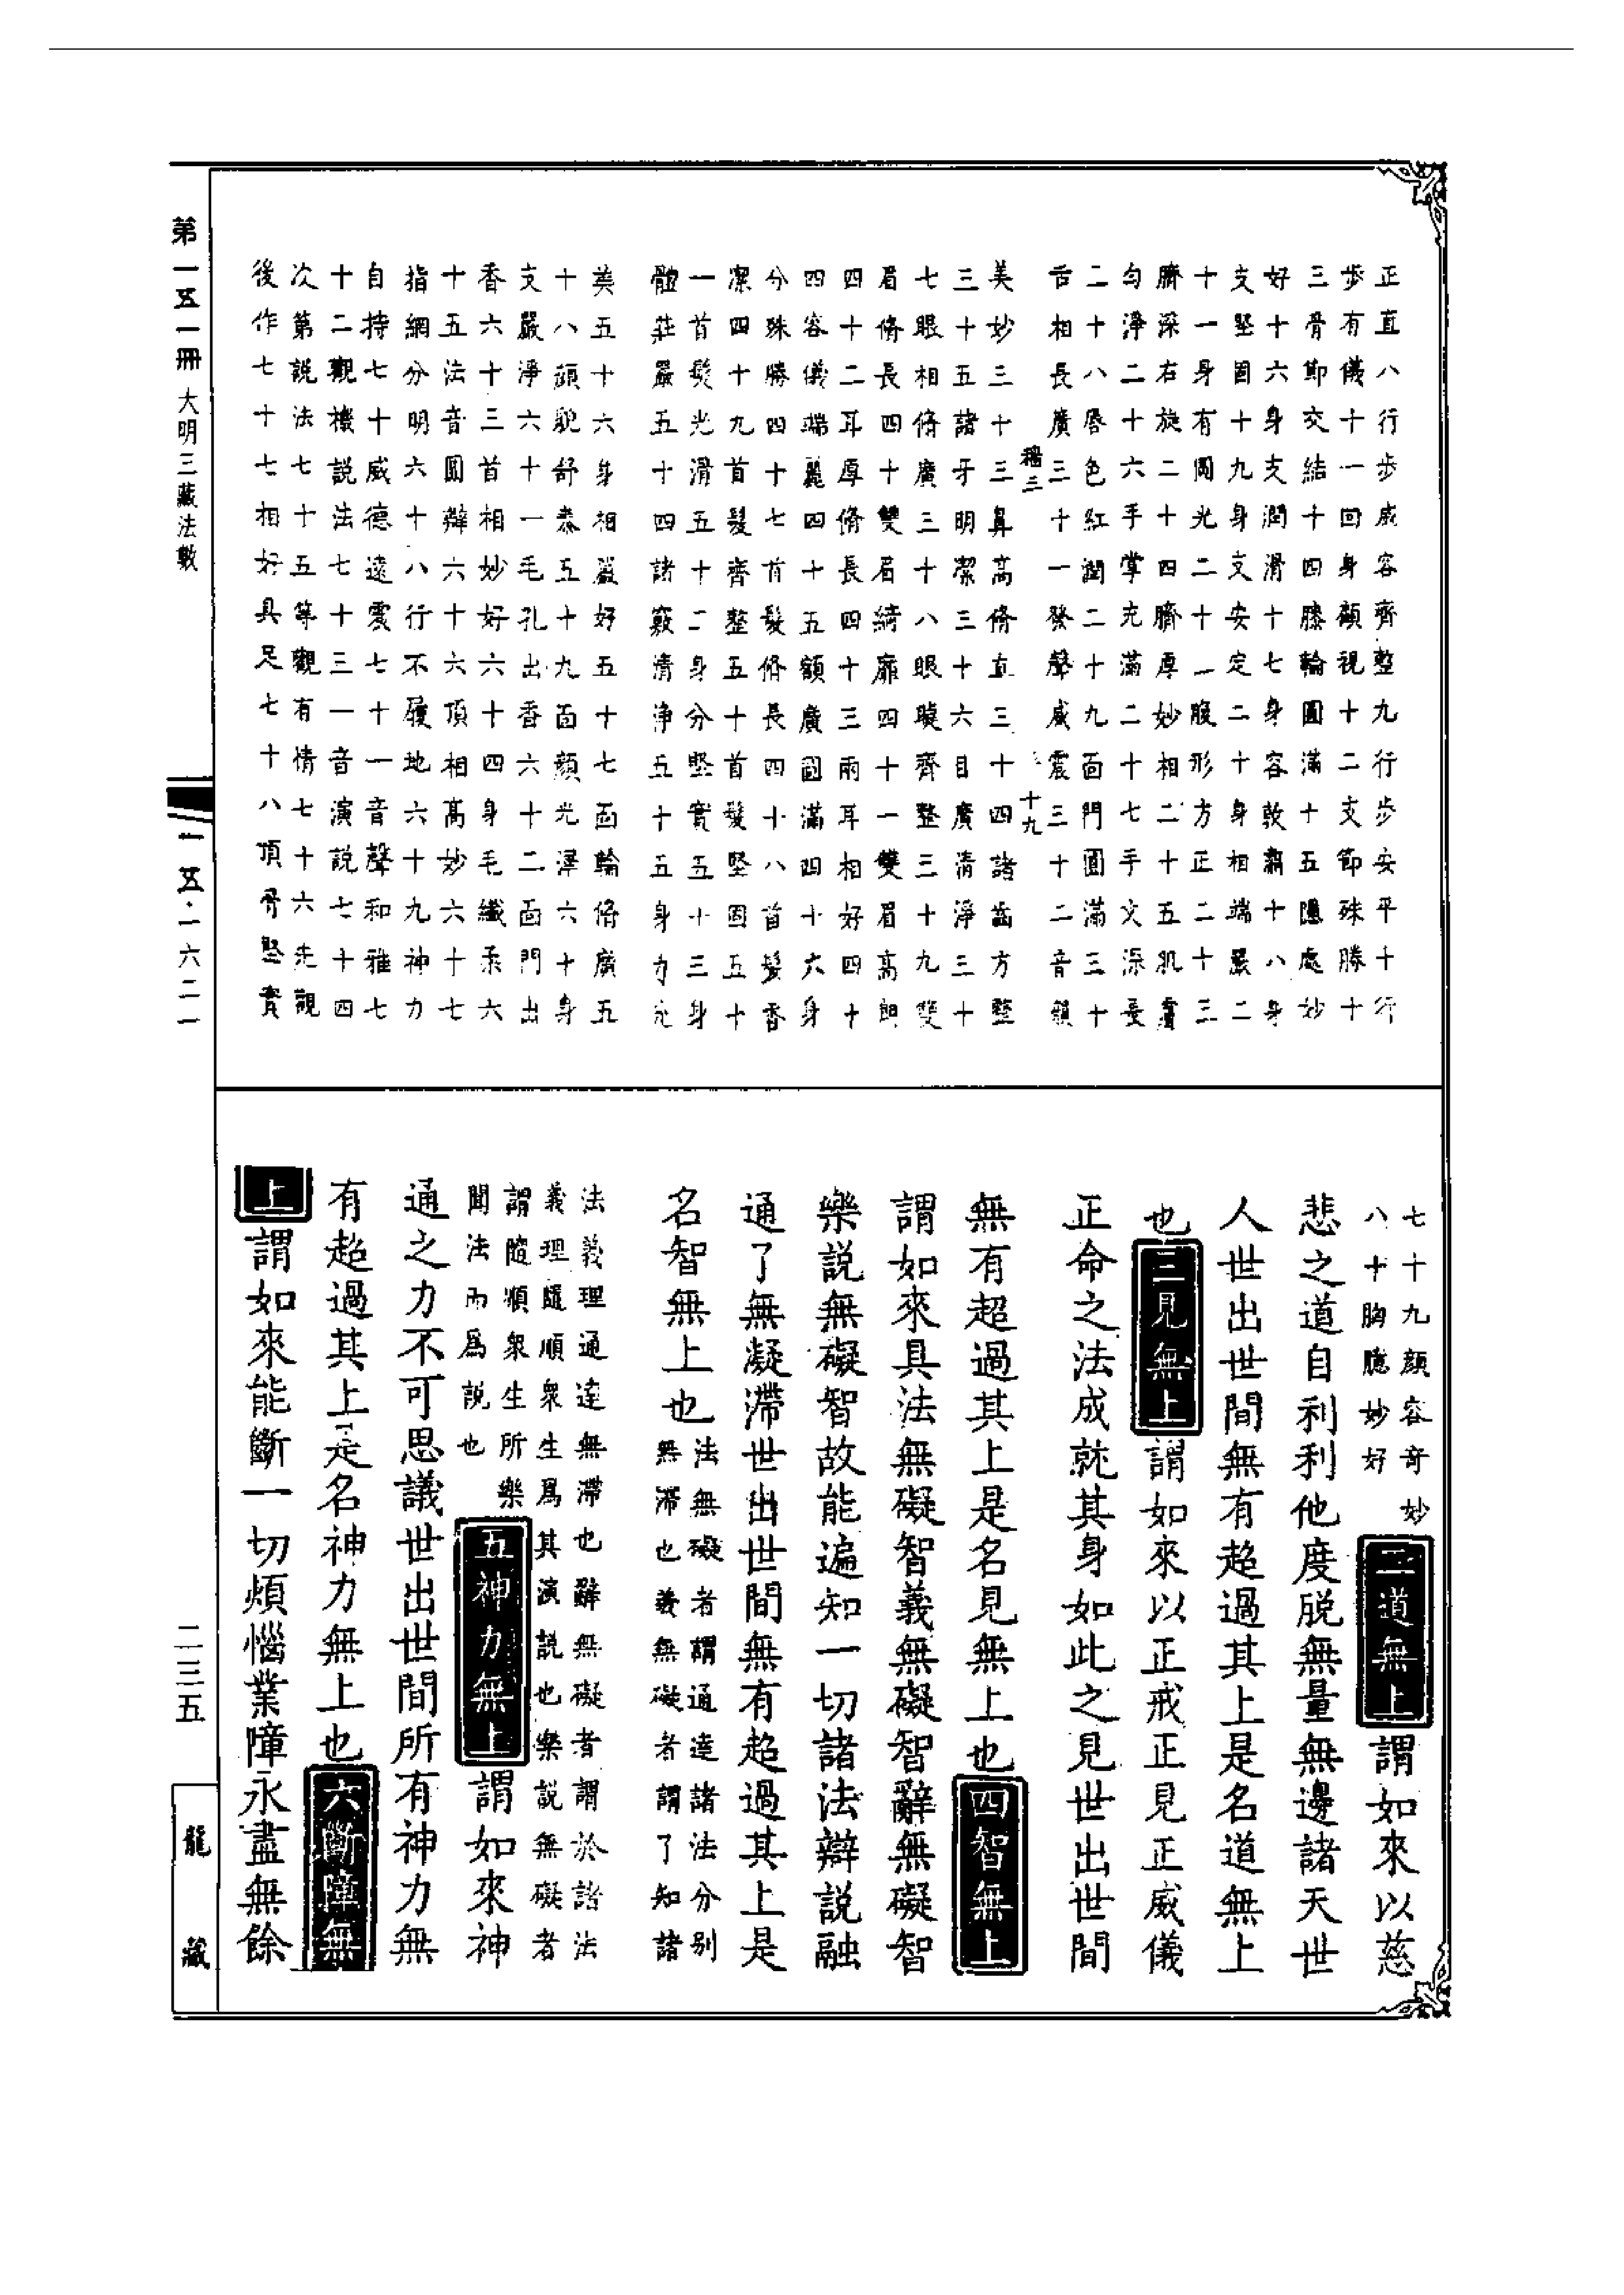 正直八行步威容齊整九行步安平十行
步有儀十一回身顧視十二支節殊勝十
三骨節交結十四膝輪圓滿十五隱處妙
好十六身支潤滑十七身容敦肅十八身
支堅固十九身支安定二十身相端嚴二
十一身有圓光二十一腹形方正二十三
臍深右旋二十四臍厚妙相二十五肌膚
勻淨二十六手掌充滿二十七手文深長
二十八唇色紅潤二十九面門圓滿三十
舌相長廣三十一發聲威震三十二音韻
十九
美妙三十三鼻高脩直三十四諸齒方整
三十五諸牙明潔三十六目廣清淨三十
七眼相脩廣三十八眼睫齊整三十九雙
眉脩長四十雙眉綺靡四十一雙眉高朗
四十二耳厚脩長四十三兩耳相好四十
四容儀端麗四十五額廣圓滿四十六身
分殊勝四十七首髮脩長四十八首髮香
潔四十九首髮齊整五十首髮堅固五十
一首髮光滑五十二身分堅實五十三身
體莊嚴五十四諸竅清淨五十五身力充
美五十六身相嚴好五十七面輪脩廣五
十八顏貌舒泰五十九面顏光澤六十身
支嚴淨六十一毛孔出香六十二面門出
香六十三首相妙好六十四身毛纖柔六
十五法音圓辯六十六頂相高妙六十七
指網分明六十八行不履地六十九神力
自持七十威德遠震七十一音聲和雅七
十二觀機說法七十三一音演說七十四
次第說法七十五等觀有情七十六先觀
後作七十七相好具足七十八頂骨堅實
七十九顏容奇妙
八十胸臆妙好
二道無上謂如來以慈
悲之道自利利他度脫無量無邊諸天世
人世出世間無有超過其上是名道無上
也三見無上謂如來以正戒正見正威儀
正命之法成就其身如此之見世出世間
無有超過其上是名見無上也四智無上
謂如來具法無礙智義無礙智辭無礙智
樂說無礙智故能遍知一切諸法辯說融
通了無凝滯世出世間無有超過其上是
名智無上也
法無礙者謂通達諸法分別
無滯也義無礙者謂了知諸
法義理通達無滯也辭無礙者謂於諸法
義理隨順眾生爲其演說也樂說無礙者
謂隨順眾生所樂
聞法而爲說也
五神力無上謂如來神
通之力不可思議世出世間所有神力無
有超過其上是名神力無上也六斷障無
上謂如來能斷一切煩惱業障永盡無餘
第一五一冊 大明三藏法數
一五·一六二一
二三五
龍藏